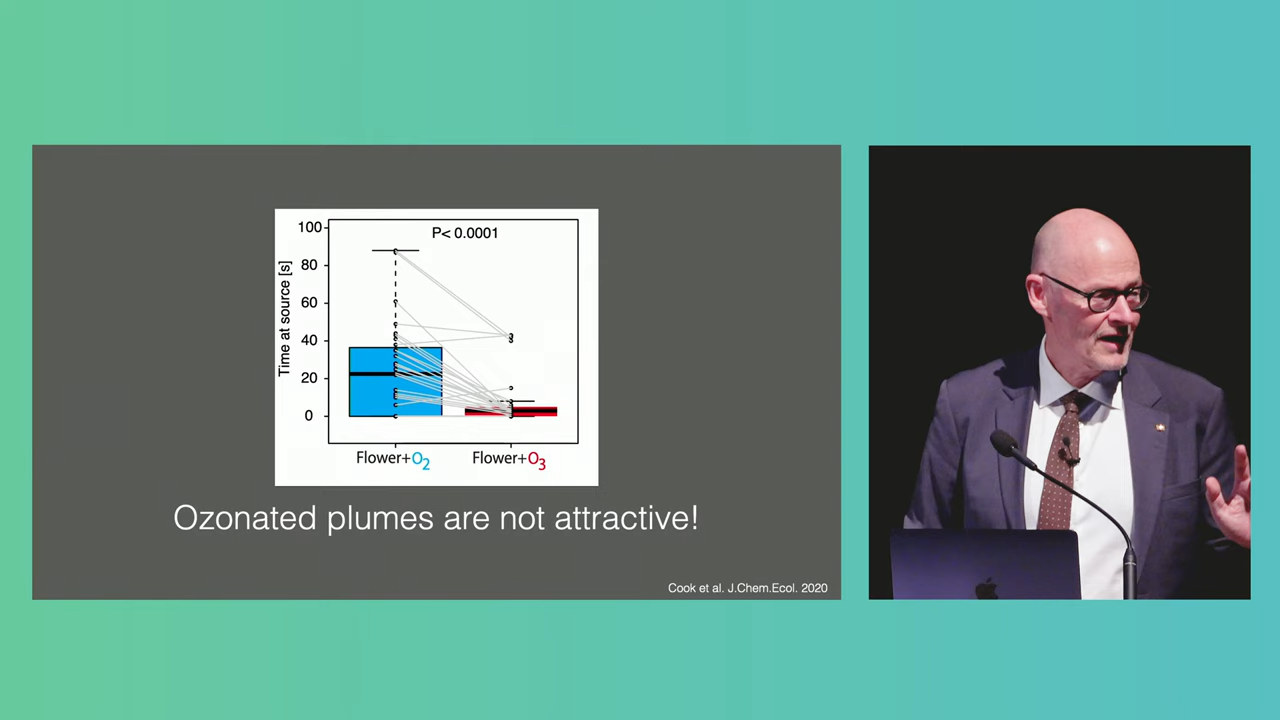 P< 0.0001
100
80
60
40
20
0
Time at source [s]
Flower+O2
Flower+O3
Ozonated plumes are not attractive!
Cook et al. J.Chem.Ecol. 2020